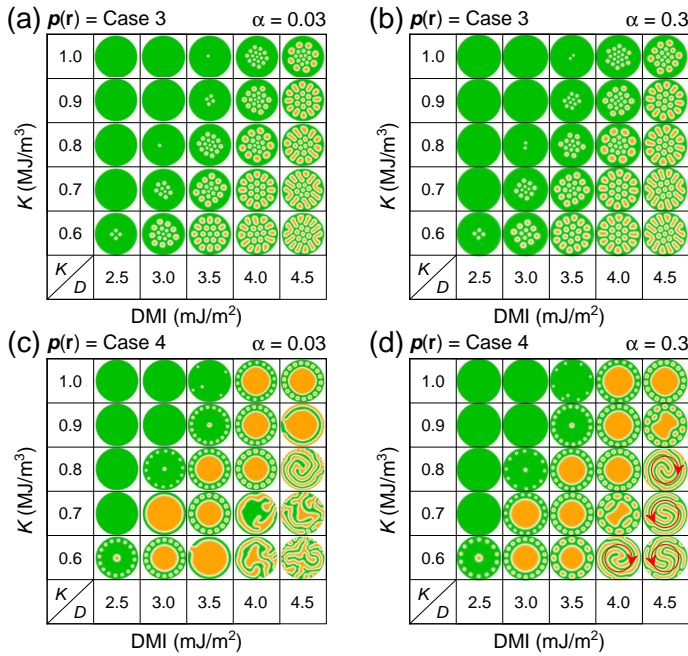 (a) p(r) = Case 3 α = 0.03
1.0
0.9
0.8
0.7
0.6
K (MJ/m³)
K D 2.5 3.0 3.5 4.0 4.5
DMI (mJ/m²)
(b) p(r) = Case 3 α = 0.3
1.0
0.9
0.8
0.7
0.6
K (MJ/m³)
K D 2.5 3.0 3.5 4.0 4.5
DMI (mJ/m²)
(c) p(r) = Case 4 α = 0.03
1.0
0.9
0.8
0.7
0.6
K (MJ/m³)
K D 2.5 3.0 3.5 4.0 4.5
DMI (mJ/m²)
(d) p(r) = Case 4 α = 0.3
1.0
0.9
0.8
0.7
0.6
K (MJ/m³)
K D 2.5 3.0 3.5 4.0 4.5
DMI (mJ/m²)